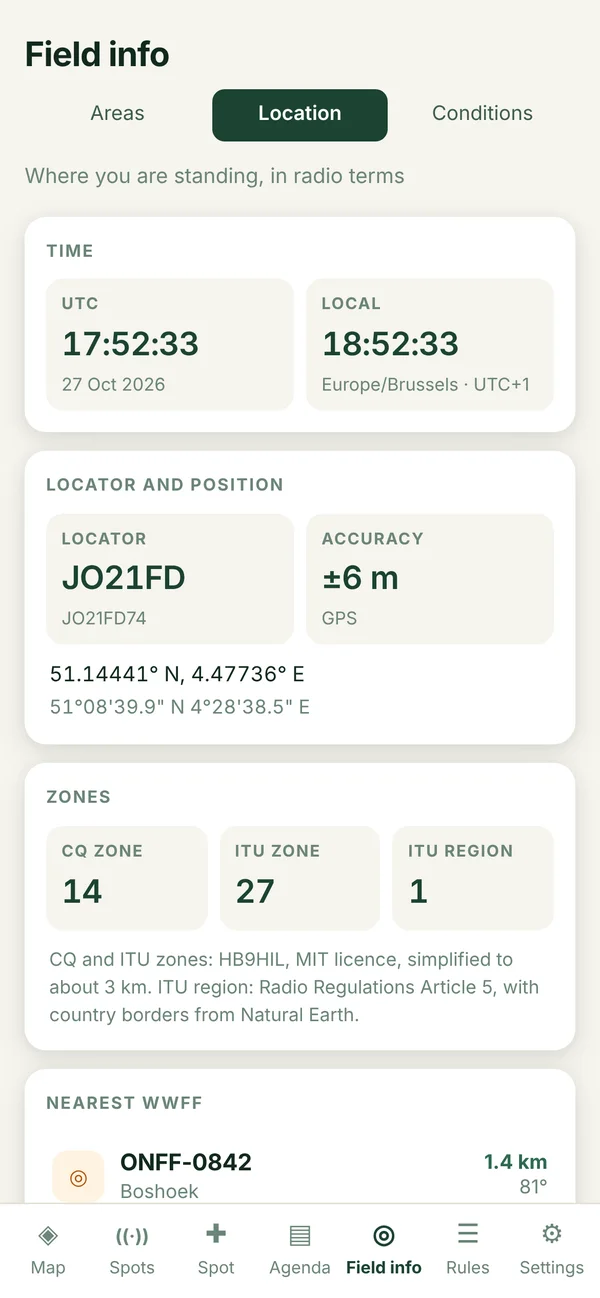 Field info
Areas
Location
Conditions
Where you are standing, in radio terms
TIME
UTC
17:52:33
27 Oct 2026
LOCAL
18:52:33
Europe/Brussels · UTC+1
LOCATOR AND POSITION
LOCATOR
JO21FD
JO21FD74
ACCURACY
±6 m
GPS
51.14441° N, 4.47736° E
51°08'39.9" N 4°28'38.5" E
ZONES
CQ ZONE
14
ITU ZONE
27
ITU REGION
1
CQ and ITU zones: HB9HIL, MIT licence, simplified to
about 3 km. ITU region: Radio Regulations Article 5, with
country borders from Natural Earth.
NEAREST WWFF
ONFF-0842
Boshoek
1.4 km
81°
Map
Spots
Spot
Agenda
Field info
Rules
Settings